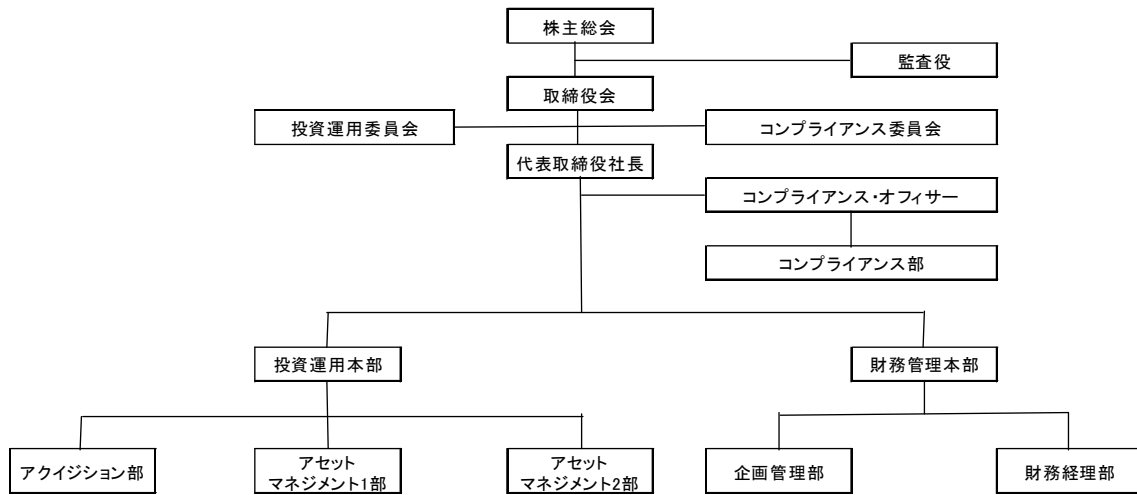 株主総会
監査役
取締役会
投資運用委員会
コンプライアンス委員会
代表取締役社長
コンプライアンス・オフィサー
コンプライアンス部
投資運用本部
財務管理本部
アクイジション部
アセット
マネジメント1部
アセット
マネジメント2部
企画管理部
財務経理部